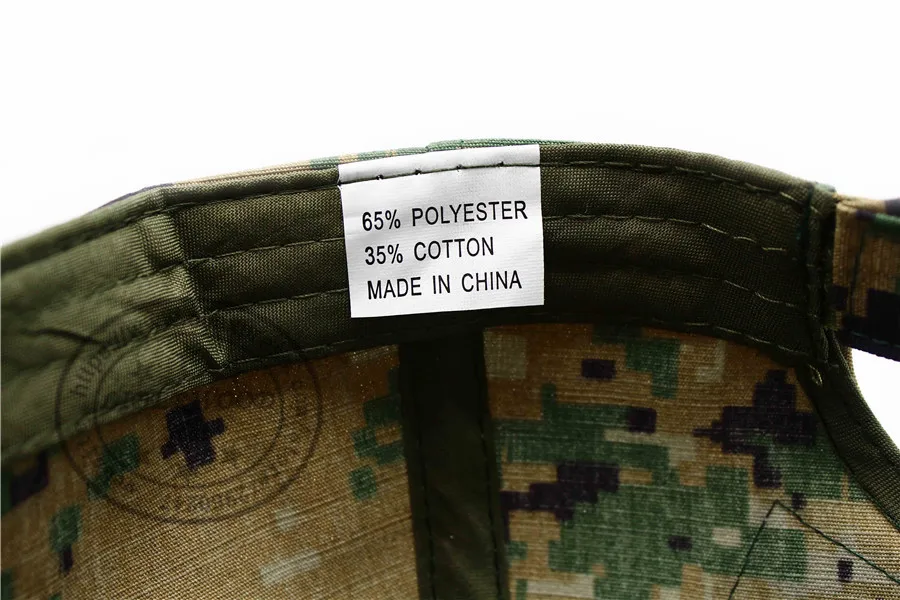 65% POLYESTER
35% COTTON
MADE IN CHINA